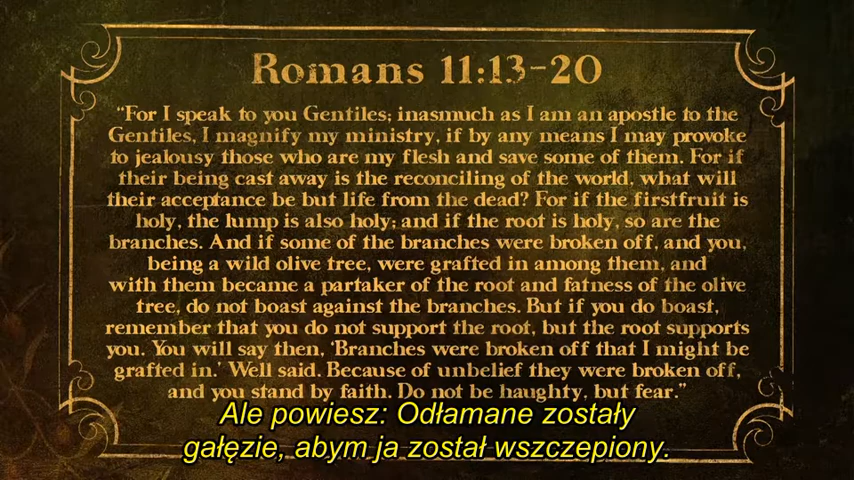 Romans 11:13-20
"For I speak to you Gentiles; inasmuch as I am an apostle to the
Gentiles, I magnify my ministry, if by any means I may provoke
to jealousy those who are my flesh and save some of them. For if
their being cast away is the reconciling of the world, what will
their acceptance be but life from the dead? For if the firstfruit is
holy, the lump is also holy; and if the root is holy, so are the
branches. And if some of the branches were broken off, and you,
being a wild olive tree, were grafted in among them, and
with them became a partaker of the root and fatness of the olive
tree, do not boast against the branches. But if you do boast,
remember that you do not support the root, but the root supports
you. You will say then, 'Branches were broken off that I might be
grafted in.' Well said. Because of unbelief they were broken off,
and you stand by faith. Do not be haughty, but fear."
Ale powiesz: Odłamane zostały
gałęzie, abym ja został wszczepiony.